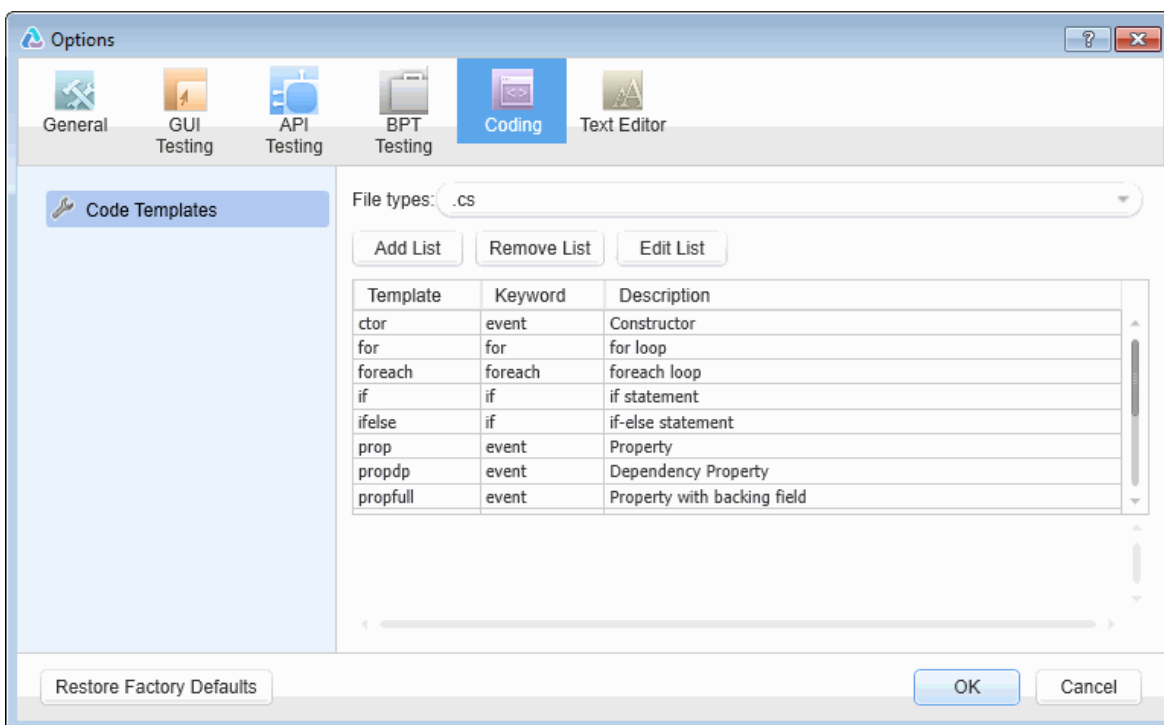 Options
?
General
GUI Testing
API Testing
BPT Testing
Coding
Text Editor
Code Templates
File types: .cs
Add List Remove List Edit List
Template Keyword Description
ctor event Constructor
for for for loop
foreach foreach foreach loop
if if if statement
ifelse if if-else statement
prop event Property
propdp event Dependency Property
propfull event Property with backing field
Restore Factory Defaults OK Cancel